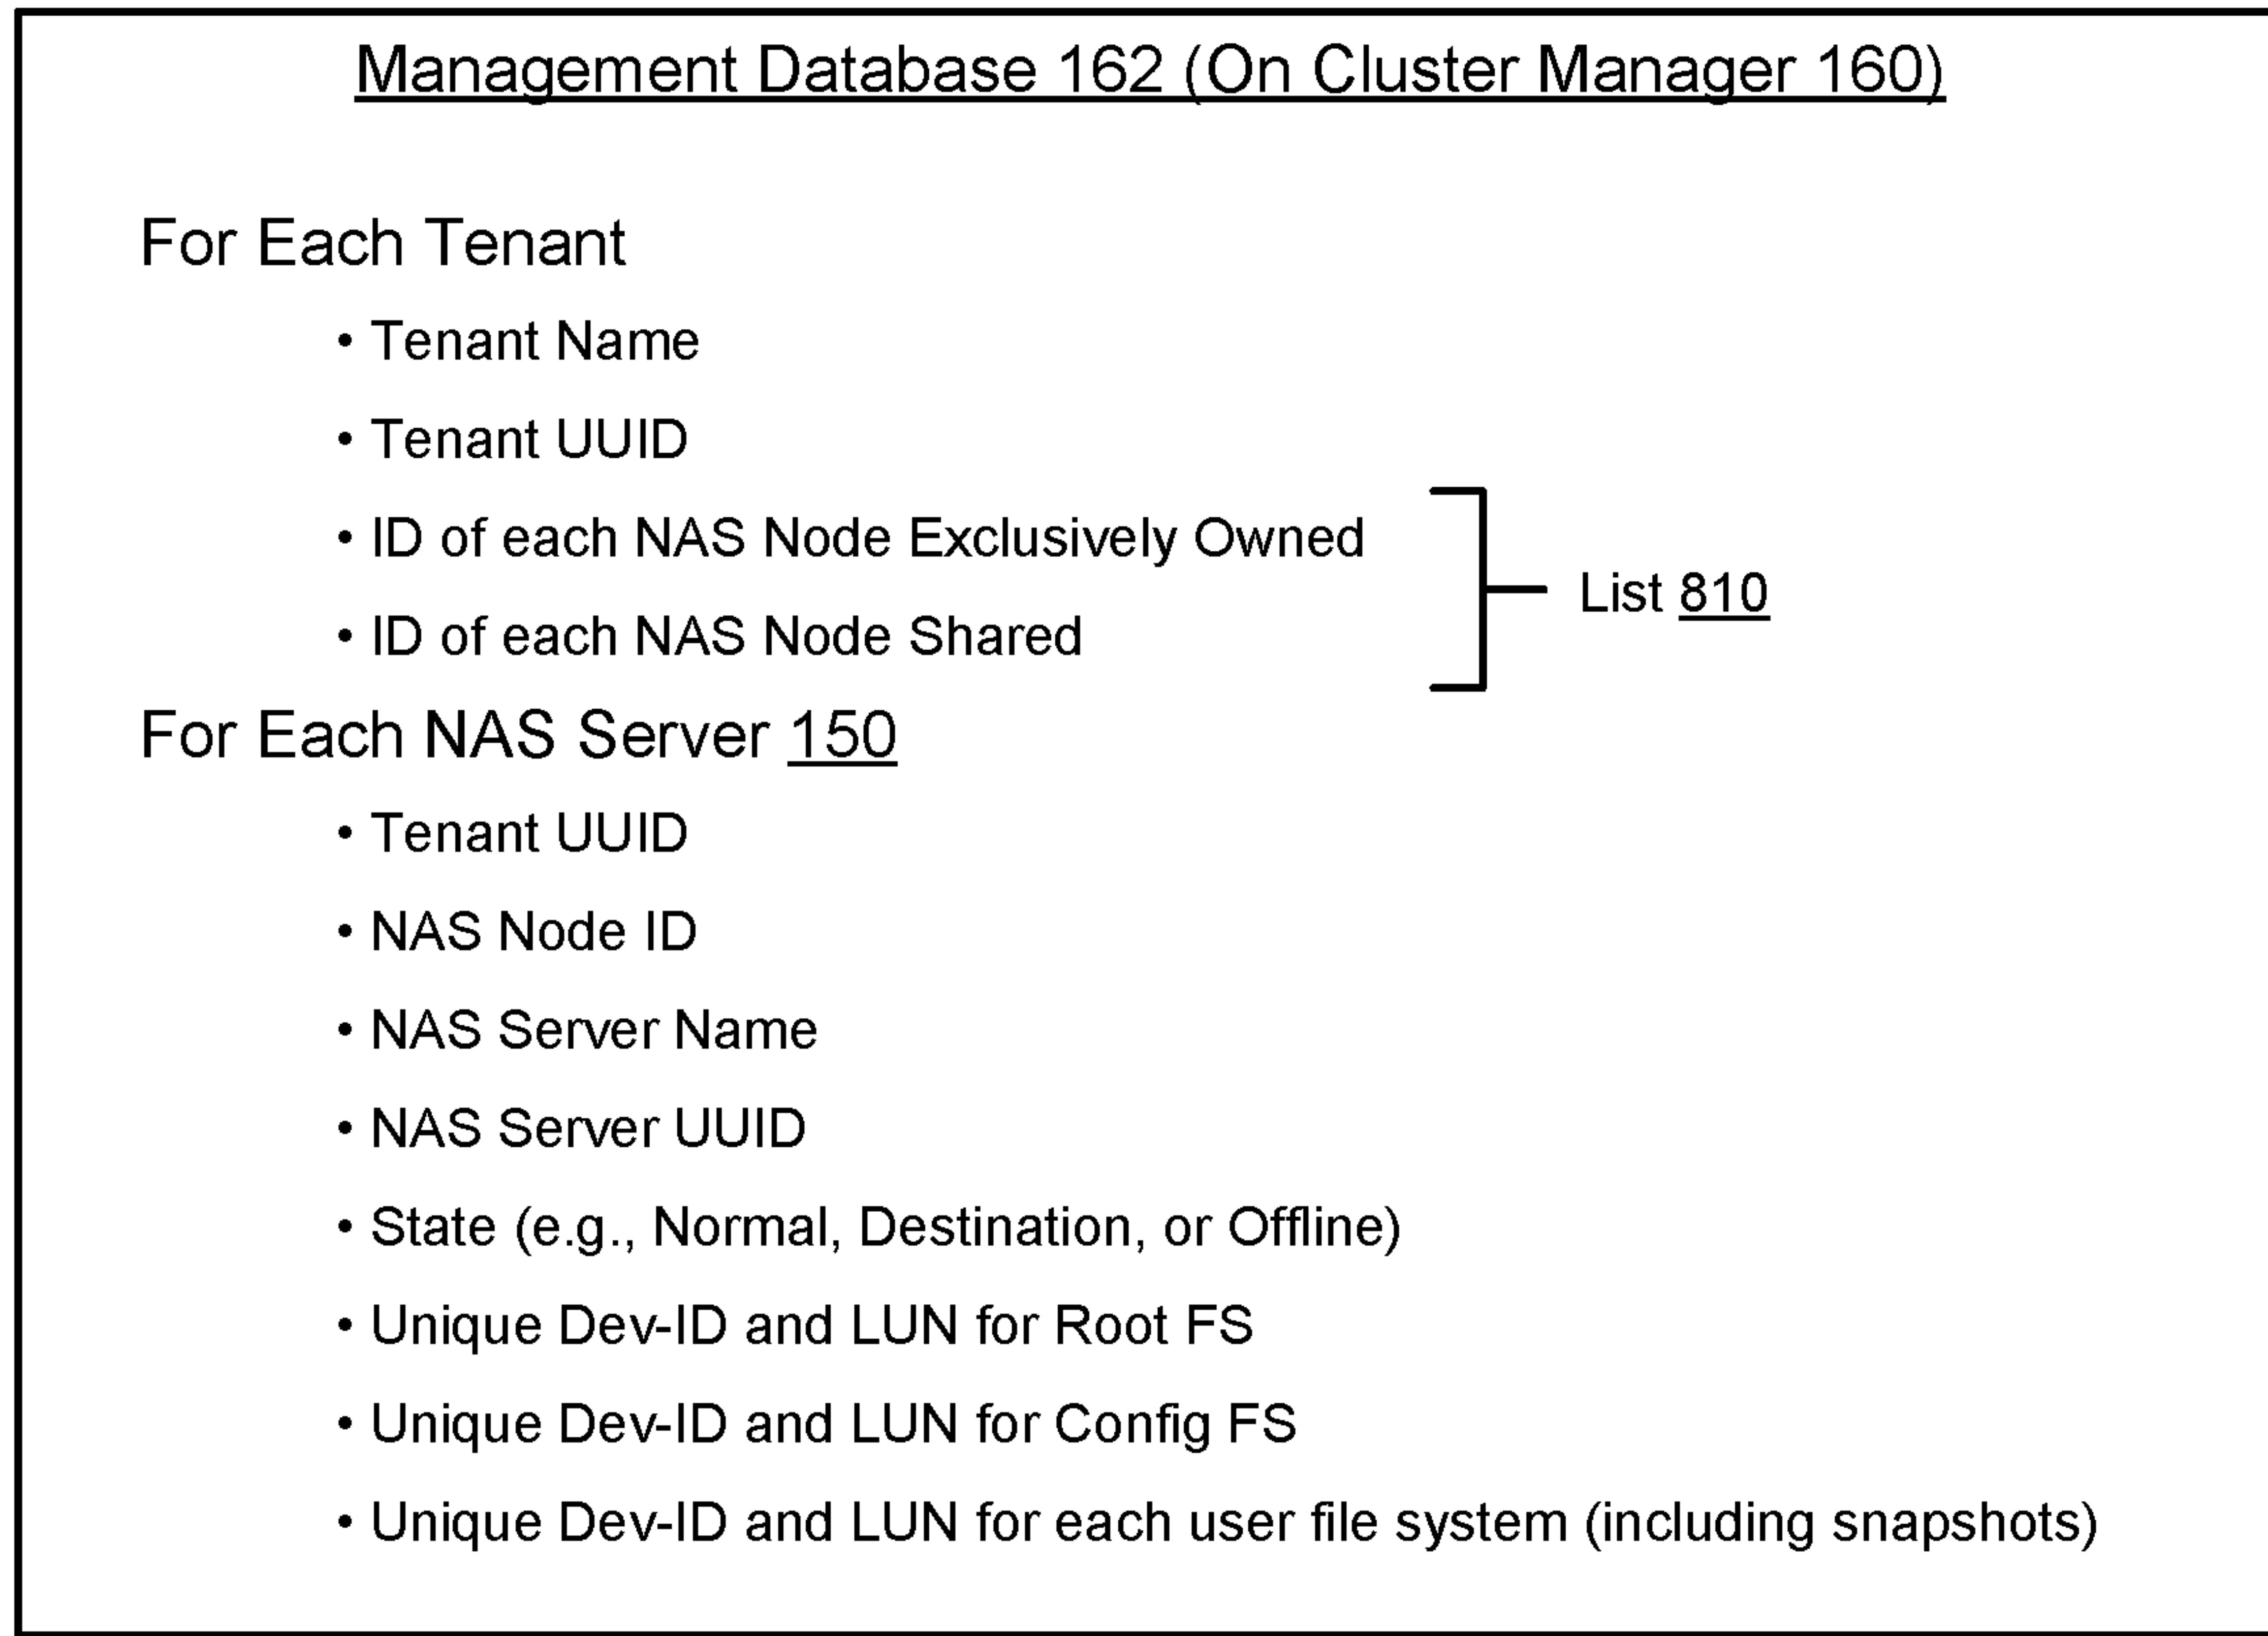 Management Database 162 (On Cluster Manager 160)
For Each Tenant
• Tenant Name
• Tenant UUID
• ID of each NAS Node Exclusively Owned
• ID of each NAS Node Shared
List 810
For Each NAS Server 150
• Tenant UUID
• NAS Node ID
• NAS Server Name
• NAS Server UUID
• State (e.g., Normal, Destination, or Offline)
• Unique Dev-ID and LUN for Root FS
• Unique Dev-ID and LUN for Config FS
• Unique Dev-ID and LUN for each user file system (including snapshots)